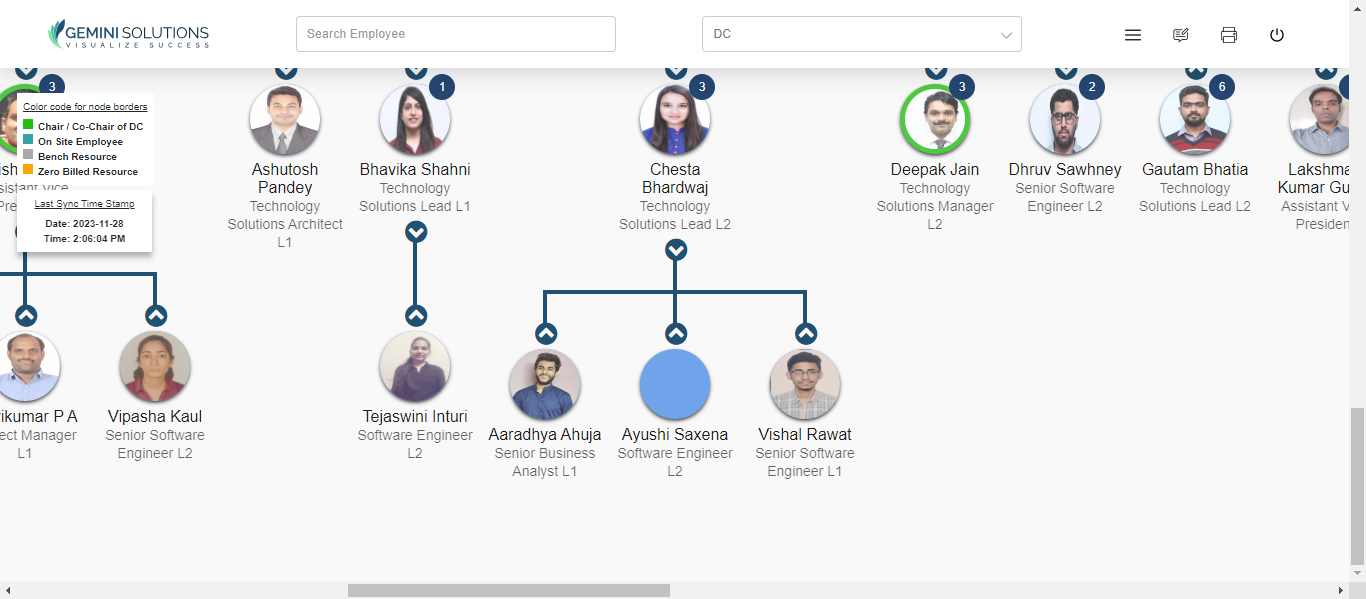 GEMINI SOLUTIONS
VISUALIZE SUCCESS
Search Employee
DC
3
Color code for node borders
Chair / Co-Chair of DC
On Site Employee
Bench Resource
Zero Billed Resource
Last Sync Time Stamp
Date: 2023-11-28
Time: 2:06:04 PM
Ashutosh
Pandey
Technology
Solutions Architect
L1
1
Bhavika Shahni
Technology
Solutions Lead L1
3
Chesta
Bhardwaj
Technology
Solutions Lead L2
3
Deepak Jain
Technology
Solutions Manager
L2
2
Dhruv Sawhney
Senior Software
Engineer L2
6
Gautam Bhatia
Technology
Solutions Lead L2
Lakshma
Kumar Gu
Assistant V
Presiden
ikumar P A
ect Manager
L1
Vipasha Kaul
Senior Software
Engineer L2
Tejaswini Inturi
Software Engineer
L2
Aaradhya Ahuja
Senior Business
Analyst L1
Ayushi Saxena
Software Engineer
L2
Vishal Rawat
Senior Software
Engineer L1